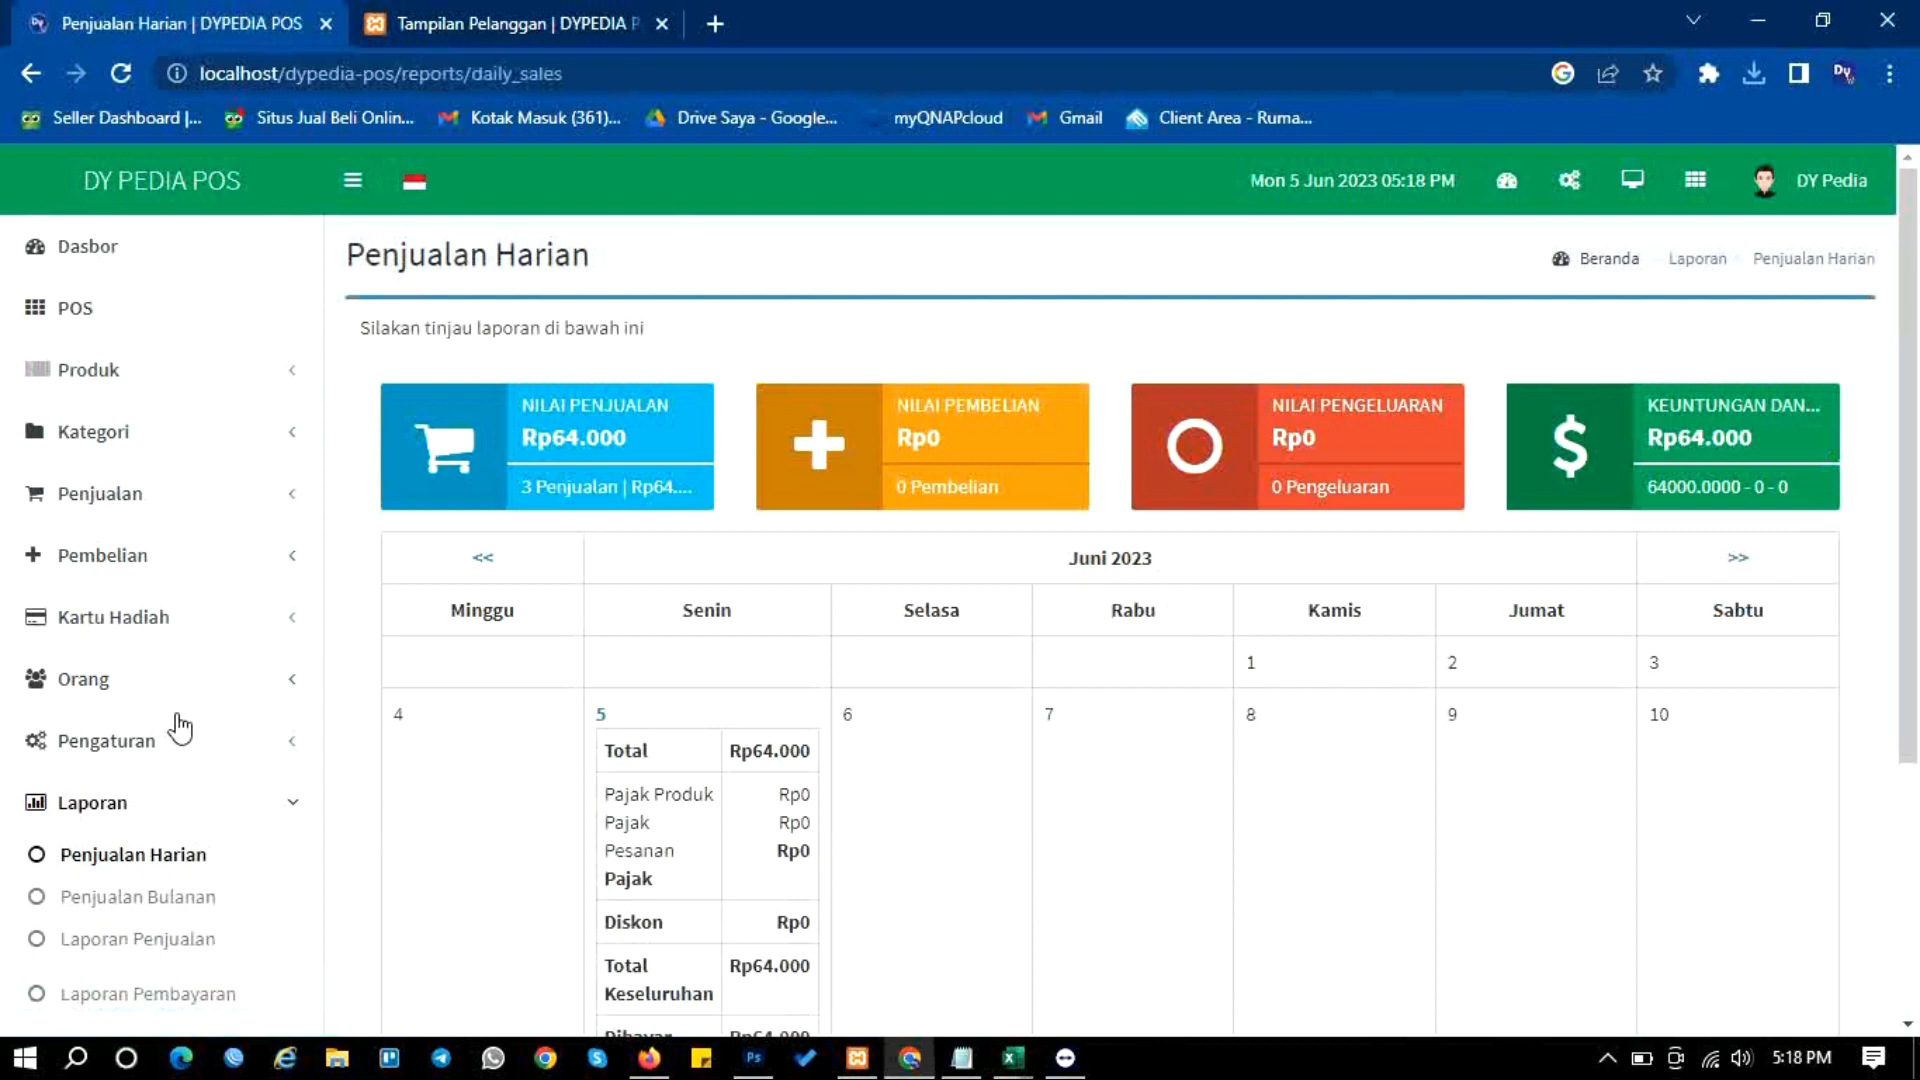 Penjualan Harian | DYPEDIA POS
Tampilan Pelanggan | DYPEDIA P
localhost/dypedia-pos/reports/daily_sales
Seller Dashboard |...
Situs Jual Beli Onlin...
Kotak Masuk (361)...
Drive Saya - Google...
myQNAPcloud
Gmail
Client Area - Ruma...
DY PEDIA POS
Mon 5 Jun 2023 05:18 PM
DY Pedia
Dasbor
POS
Produk
Kategori
Penjualan
Pembelian
Kartu Hadiah
Orang
Pengaturan
Laporan
Penjualan Harian
Penjualan Bulanan
Laporan Penjualan
Laporan Pembayaran
Penjualan Harian
Beranda Laporan Penjualan Harian
Silakan tinjau laporan di bawah ini
NILAI PENJUALAN
Rp64.000
3 Penjualan | Rp64....
NILAI PEMBELIAN
Rp0
0 Pembelian
NILAI PENGELUARAN
Rp0
0 Pengeluaran
KEUNTUNGAN DAN...
Rp64.000
64000.0000 - 0 - 0
<< Juni 2023 >>
Minggu Senin Selasa Rabu Kamis Jumat Sabtu
1 2 3
4 5 6 7 8 9 10
Total Rp64.000
Pajak Produk Rp0
Pajak Rp0
Pesanan Rp0
Pajak
Diskon Rp0
Total Rp64.000
Keseluruhan
Dibayar Rp64.000
Ps
5:18 PM